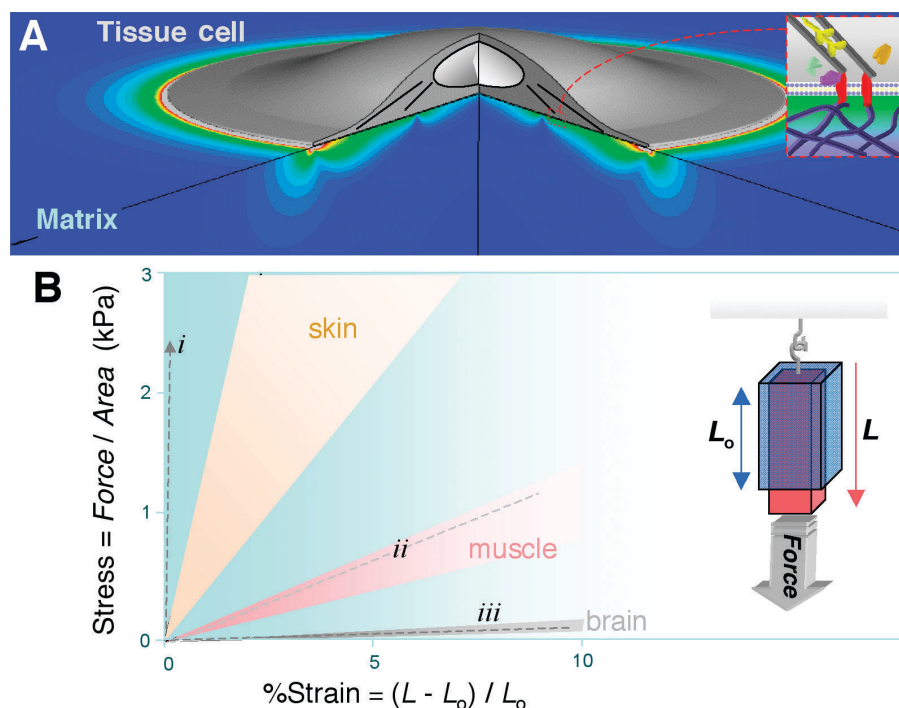 A
Tissue cell
Matrix
B
Stress = Force / Area (kPa)
3
2
1
0
i
skin
ii
muscle
iii
brain
0
5
10
%Strain = (L - Lo) / Lo
Lo
L
Force